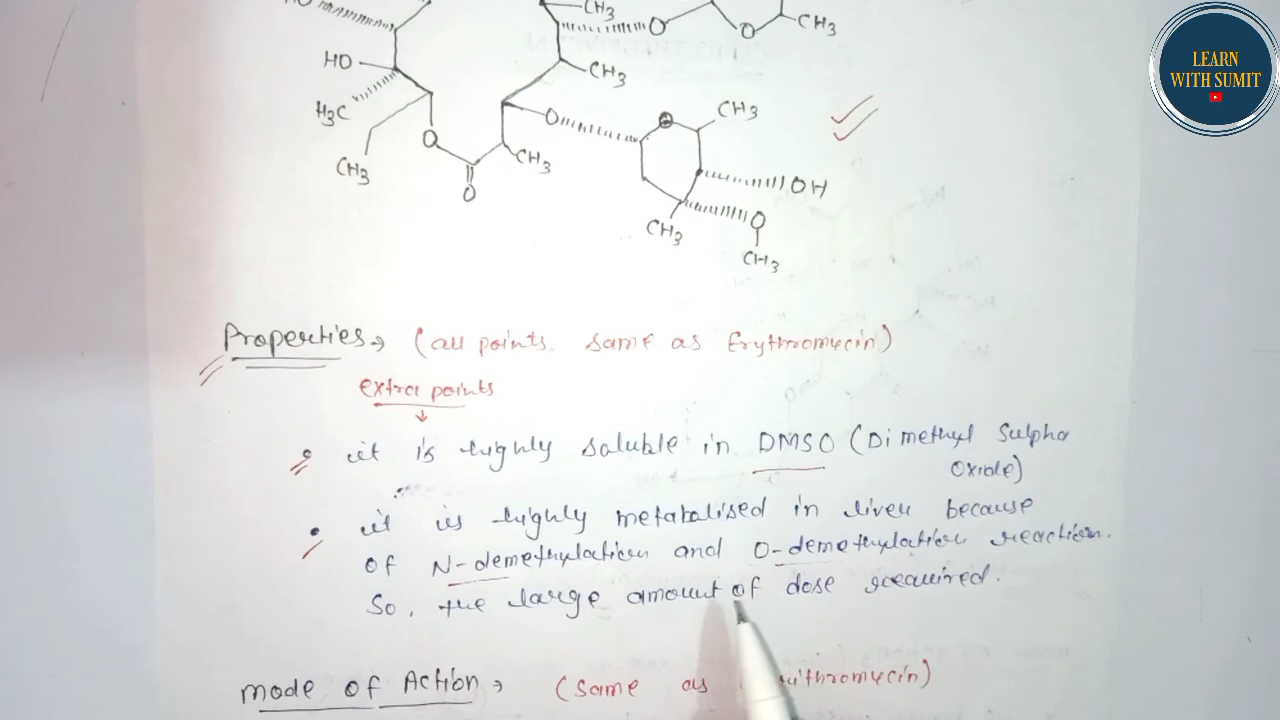 HO
CH3
O
O
CH3
LEARN
WITH SUMIT
HO
CH3
H3C
O
CH3
O
CH3
CH3
O
OH
O
CH3
CH3
Properties → (all points same as Erythromycin)
extra points
it is highly soluble in DMSO (Dimethyl Sulpha
Oxide)
it is highly metabolised in liver because
of N-demethylation and O-demethylation reaction.
So, the large amount of dose required.
mode of Action → (same as